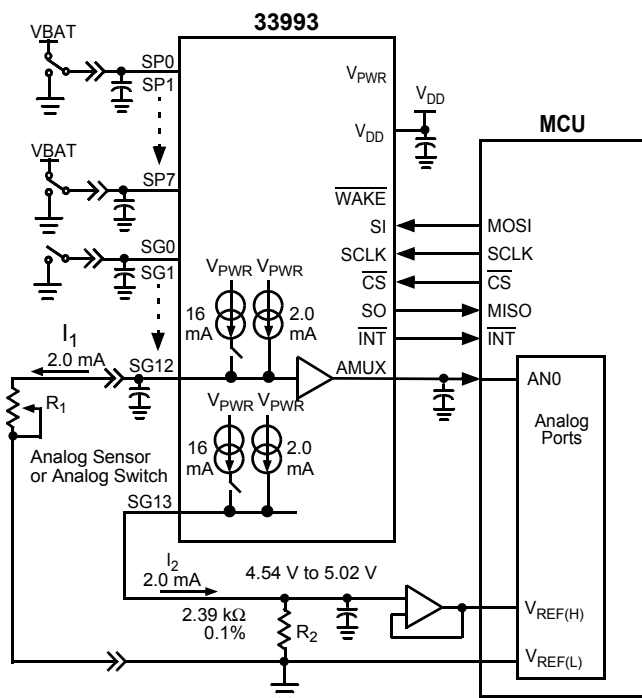 33993
VBAT
SP0
SP1
VPWR
VDD
VDD
MCU
VBAT
SP7
WAKE
SI
MOSI
SG0
SG1
SCLK
SCLK
CS
CS
VPWR VPWR
SO
MISO
16
mA
2.0
mA
INT
INT
I1
2.0 mA
SG12
AMUX
AN0
R1
VPWR VPWR
Analog
Ports
Analog Sensor
or Analog Switch
16
mA
2.0
mA
SG13
I2
2.0 mA
4.54 V to 5.02 V
2.39 kΩ
0.1%
R2
VREF(H)
VREF(L)